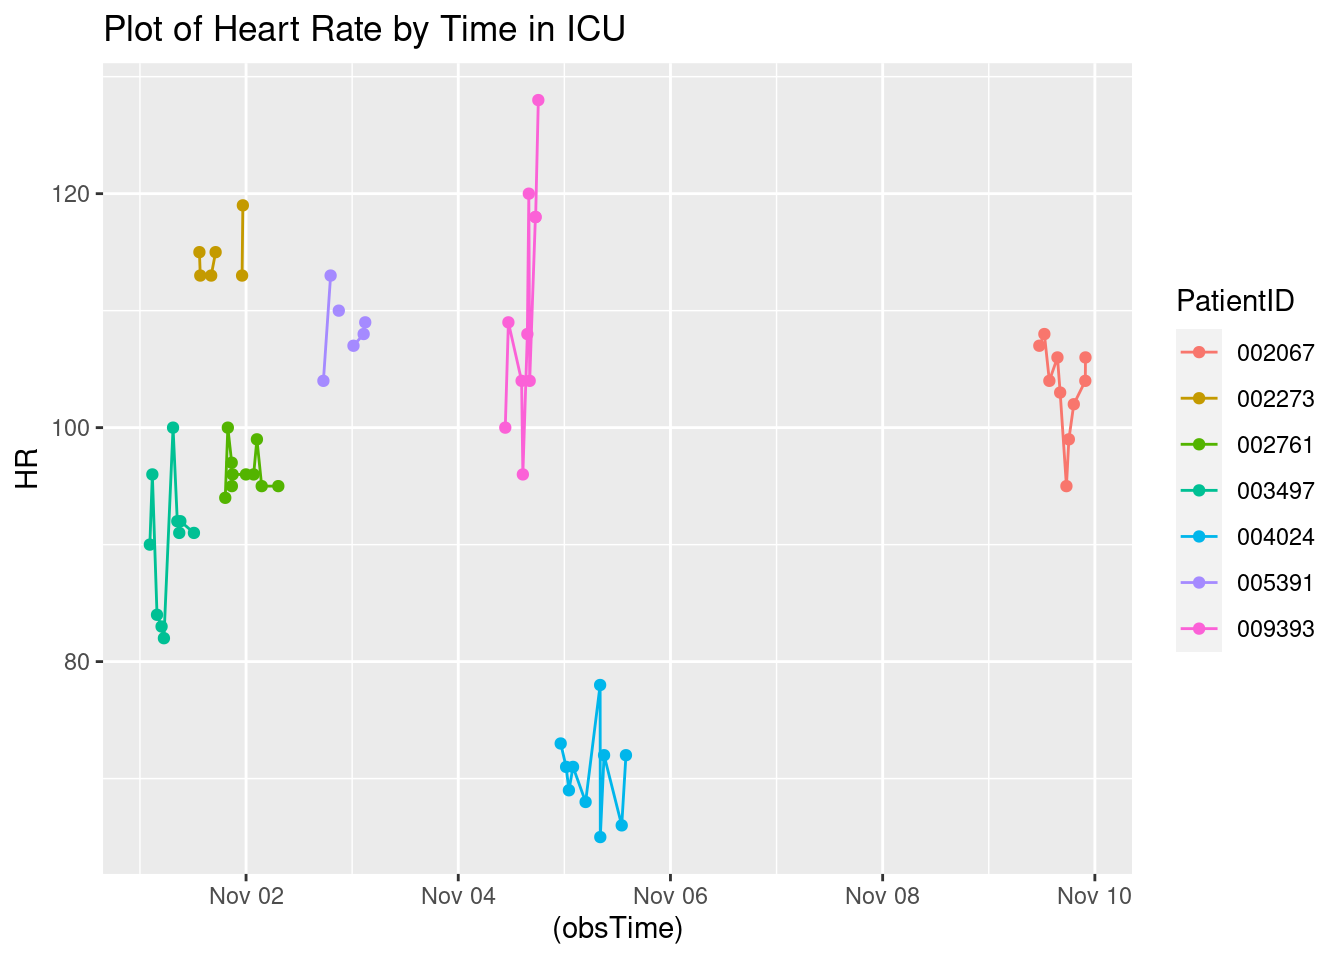 Plot of Heart Rate by Time in ICU
HR
120
100
80
Nov 02
Nov 04
Nov 06
Nov 08
Nov 10
(obsTime)
PatientID
002067
002273
002761
003497
004024
005391
009393